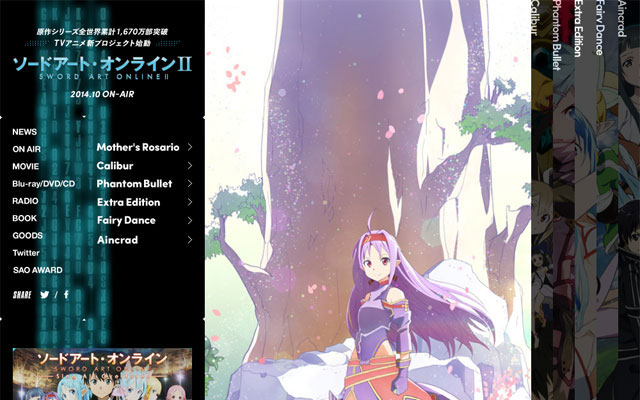 原作シリーズ全世界累計1,670万部突破
TVアニメ新プロジェクト始動
ソードアート・オンラインII
SWORD ART ONLINE II
2014.10 ON-AIR
NEWS
ON AIR
MOVIE
Blu-ray/DVD/CD
RADIO
BOOK
GOODS
Twitter
SAO AWARD
Mother's Rosario
Calibur
Phantom Bullet
Extra Edition
Fairy Dance
Aincrad
SHARE /
ソードアート・オンライン
SWORD ART ONLINE
Calibur
Phantom Bullet
Extra Edition
Fairy Dance
Aincrad